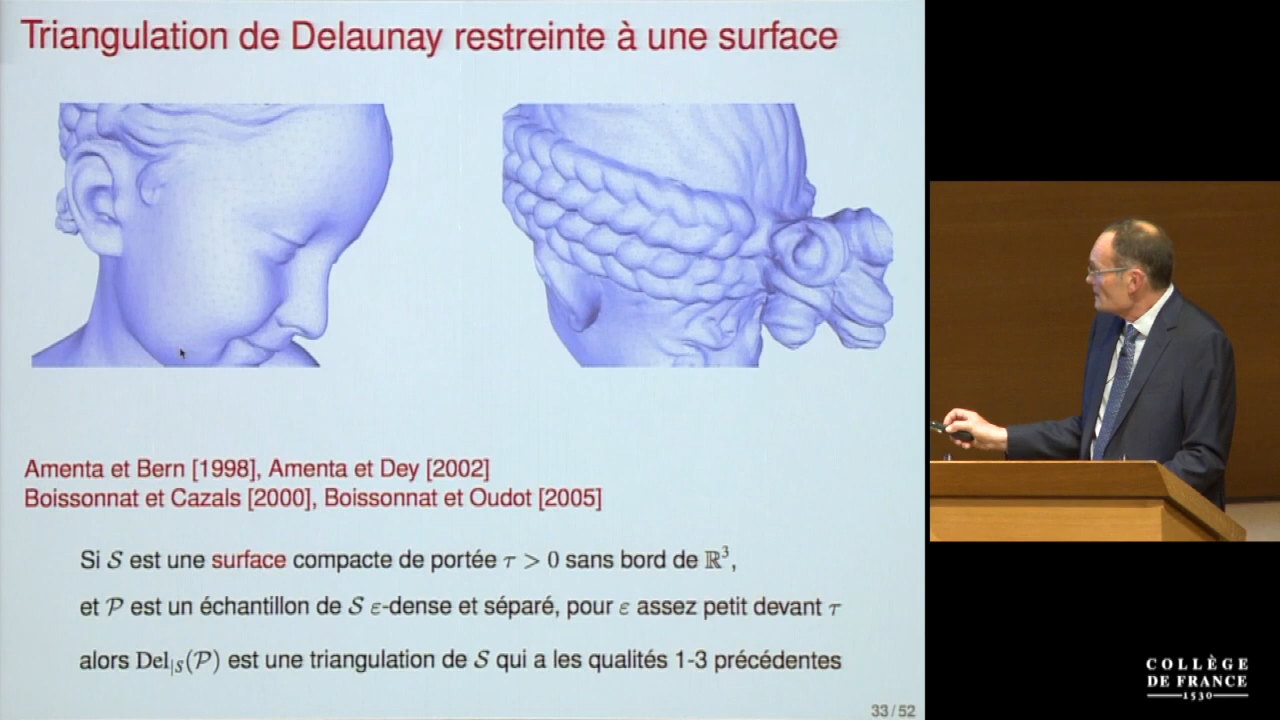 Triangulation de Delaunay restreinte à une surface
Amenta et Bern [1998], Amenta et Dey [2002]
Boissonnat et Cazals [2000], Boissonnat et Oudot [2005]
Si S est une surface compacte de portée τ > 0 sans bord de ℝ³,
et P est un échantillon de S ε-dense et séparé, pour ε assez petit devant τ
alors Del|S(P) est une triangulation de S qui a les qualités 1-3 précédentes
33/52
COLLÈGE
DE FRANCE
1530